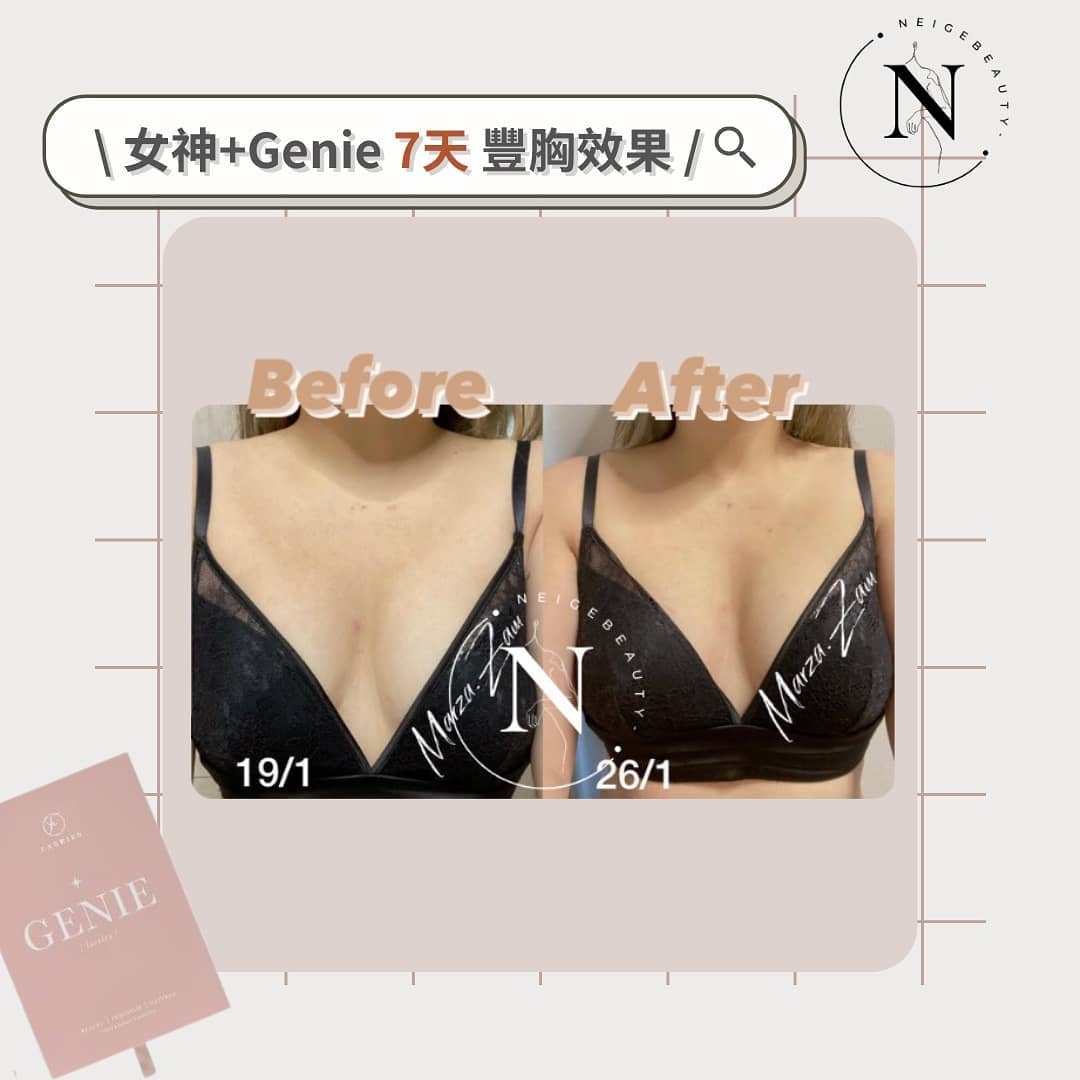 NEIGEBEAUTY.
N
\ 女神+Genie 7天 豐胸效果 /
Before
After
NEIGEBEAUTY.
N
Marza.Zam
Marza.Zam
19/1
26/1
GENIE